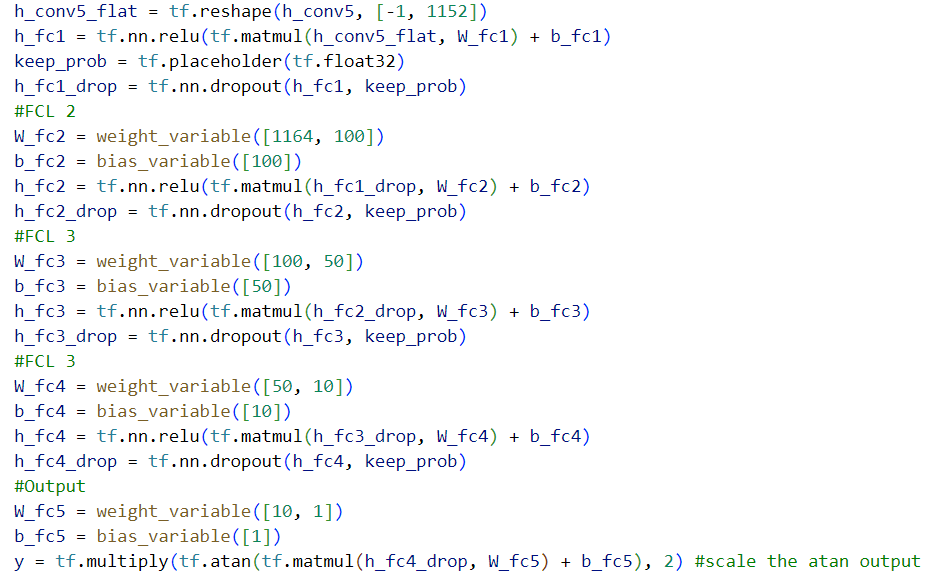 h_conv5_flat = tf.reshape(h_conv5, [-1, 1152])
h_fc1 = tf.nn.relu(tf.matmul(h_conv5_flat, W_fc1) + b_fc1)
keep_prob = tf.placeholder(tf.float32)
h_fc1_drop = tf.nn.dropout(h_fc1, keep_prob)
#FCL 2
W_fc2 = weight_variable([1164, 100])
b_fc2 = bias_variable([100])
h_fc2 = tf.nn.relu(tf.matmul(h_fc1_drop, W_fc2) + b_fc2)
h_fc2_drop = tf.nn.dropout(h_fc2, keep_prob)
#FCL 3
W_fc3 = weight_variable([100, 50])
b_fc3 = bias_variable([50])
h_fc3 = tf.nn.relu(tf.matmul(h_fc2_drop, W_fc3) + b_fc3)
h_fc3_drop = tf.nn.dropout(h_fc3, keep_prob)
#FCL 3
W_fc4 = weight_variable([50, 10])
b_fc4 = bias_variable([10])
h_fc4 = tf.nn.relu(tf.matmul(h_fc3_drop, W_fc4) + b_fc4)
h_fc4_drop = tf.nn.dropout(h_fc4, keep_prob)
#Output
W_fc5 = weight_variable([10, 1])
b_fc5 = bias_variable([1])
y = tf.multiply(tf.atan(tf.matmul(h_fc4_drop, W_fc5) + b_fc5), 2) #scale the atan output